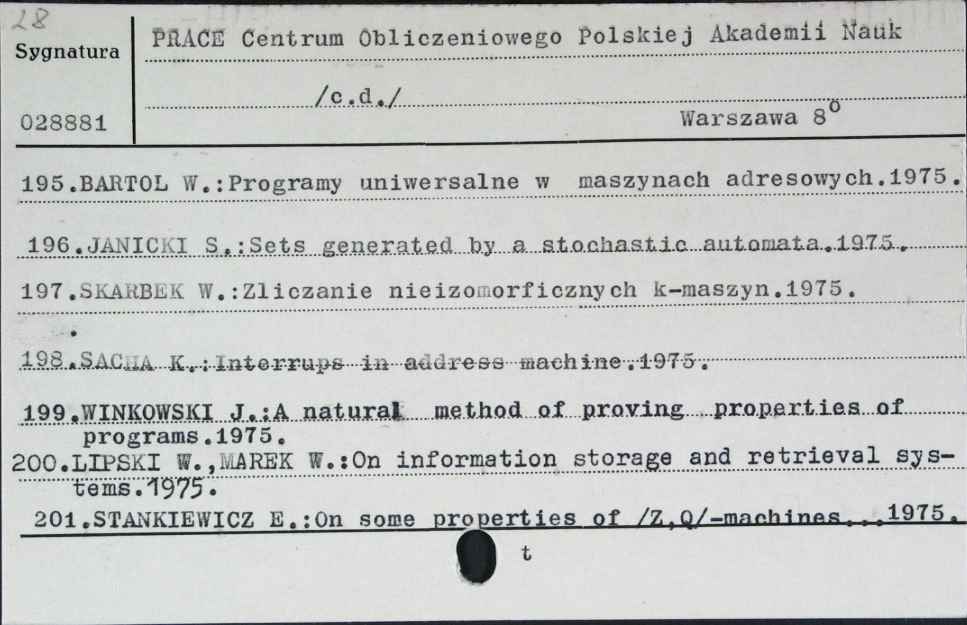 28
Sygnatura
PRACE Centrum Obliczeniowego Polskiej Akademii Nauk
/c.d./
028881
Warszawa 8°
195.BARTOL W.:Programy uniwersalne w maszynach adresowych.1975.
196.JANICKI S.:Sets generated by a stochastic automata.1975.
197.SKARBEK W.:Zliczanie nieizomorficznych k-maszyn.1975.
198.SACHA K.:Interrups in address machine.1975.
199.WINKOWSKI J.:A natural method of proving properties of
programs.1975.
200.LIPSKI W.,MAREK W.:On information storage and retrieval sys-
tems.1975.
201.STANKIEWICZ E.:On some properties of /Z,Q/-machines...1975.
t